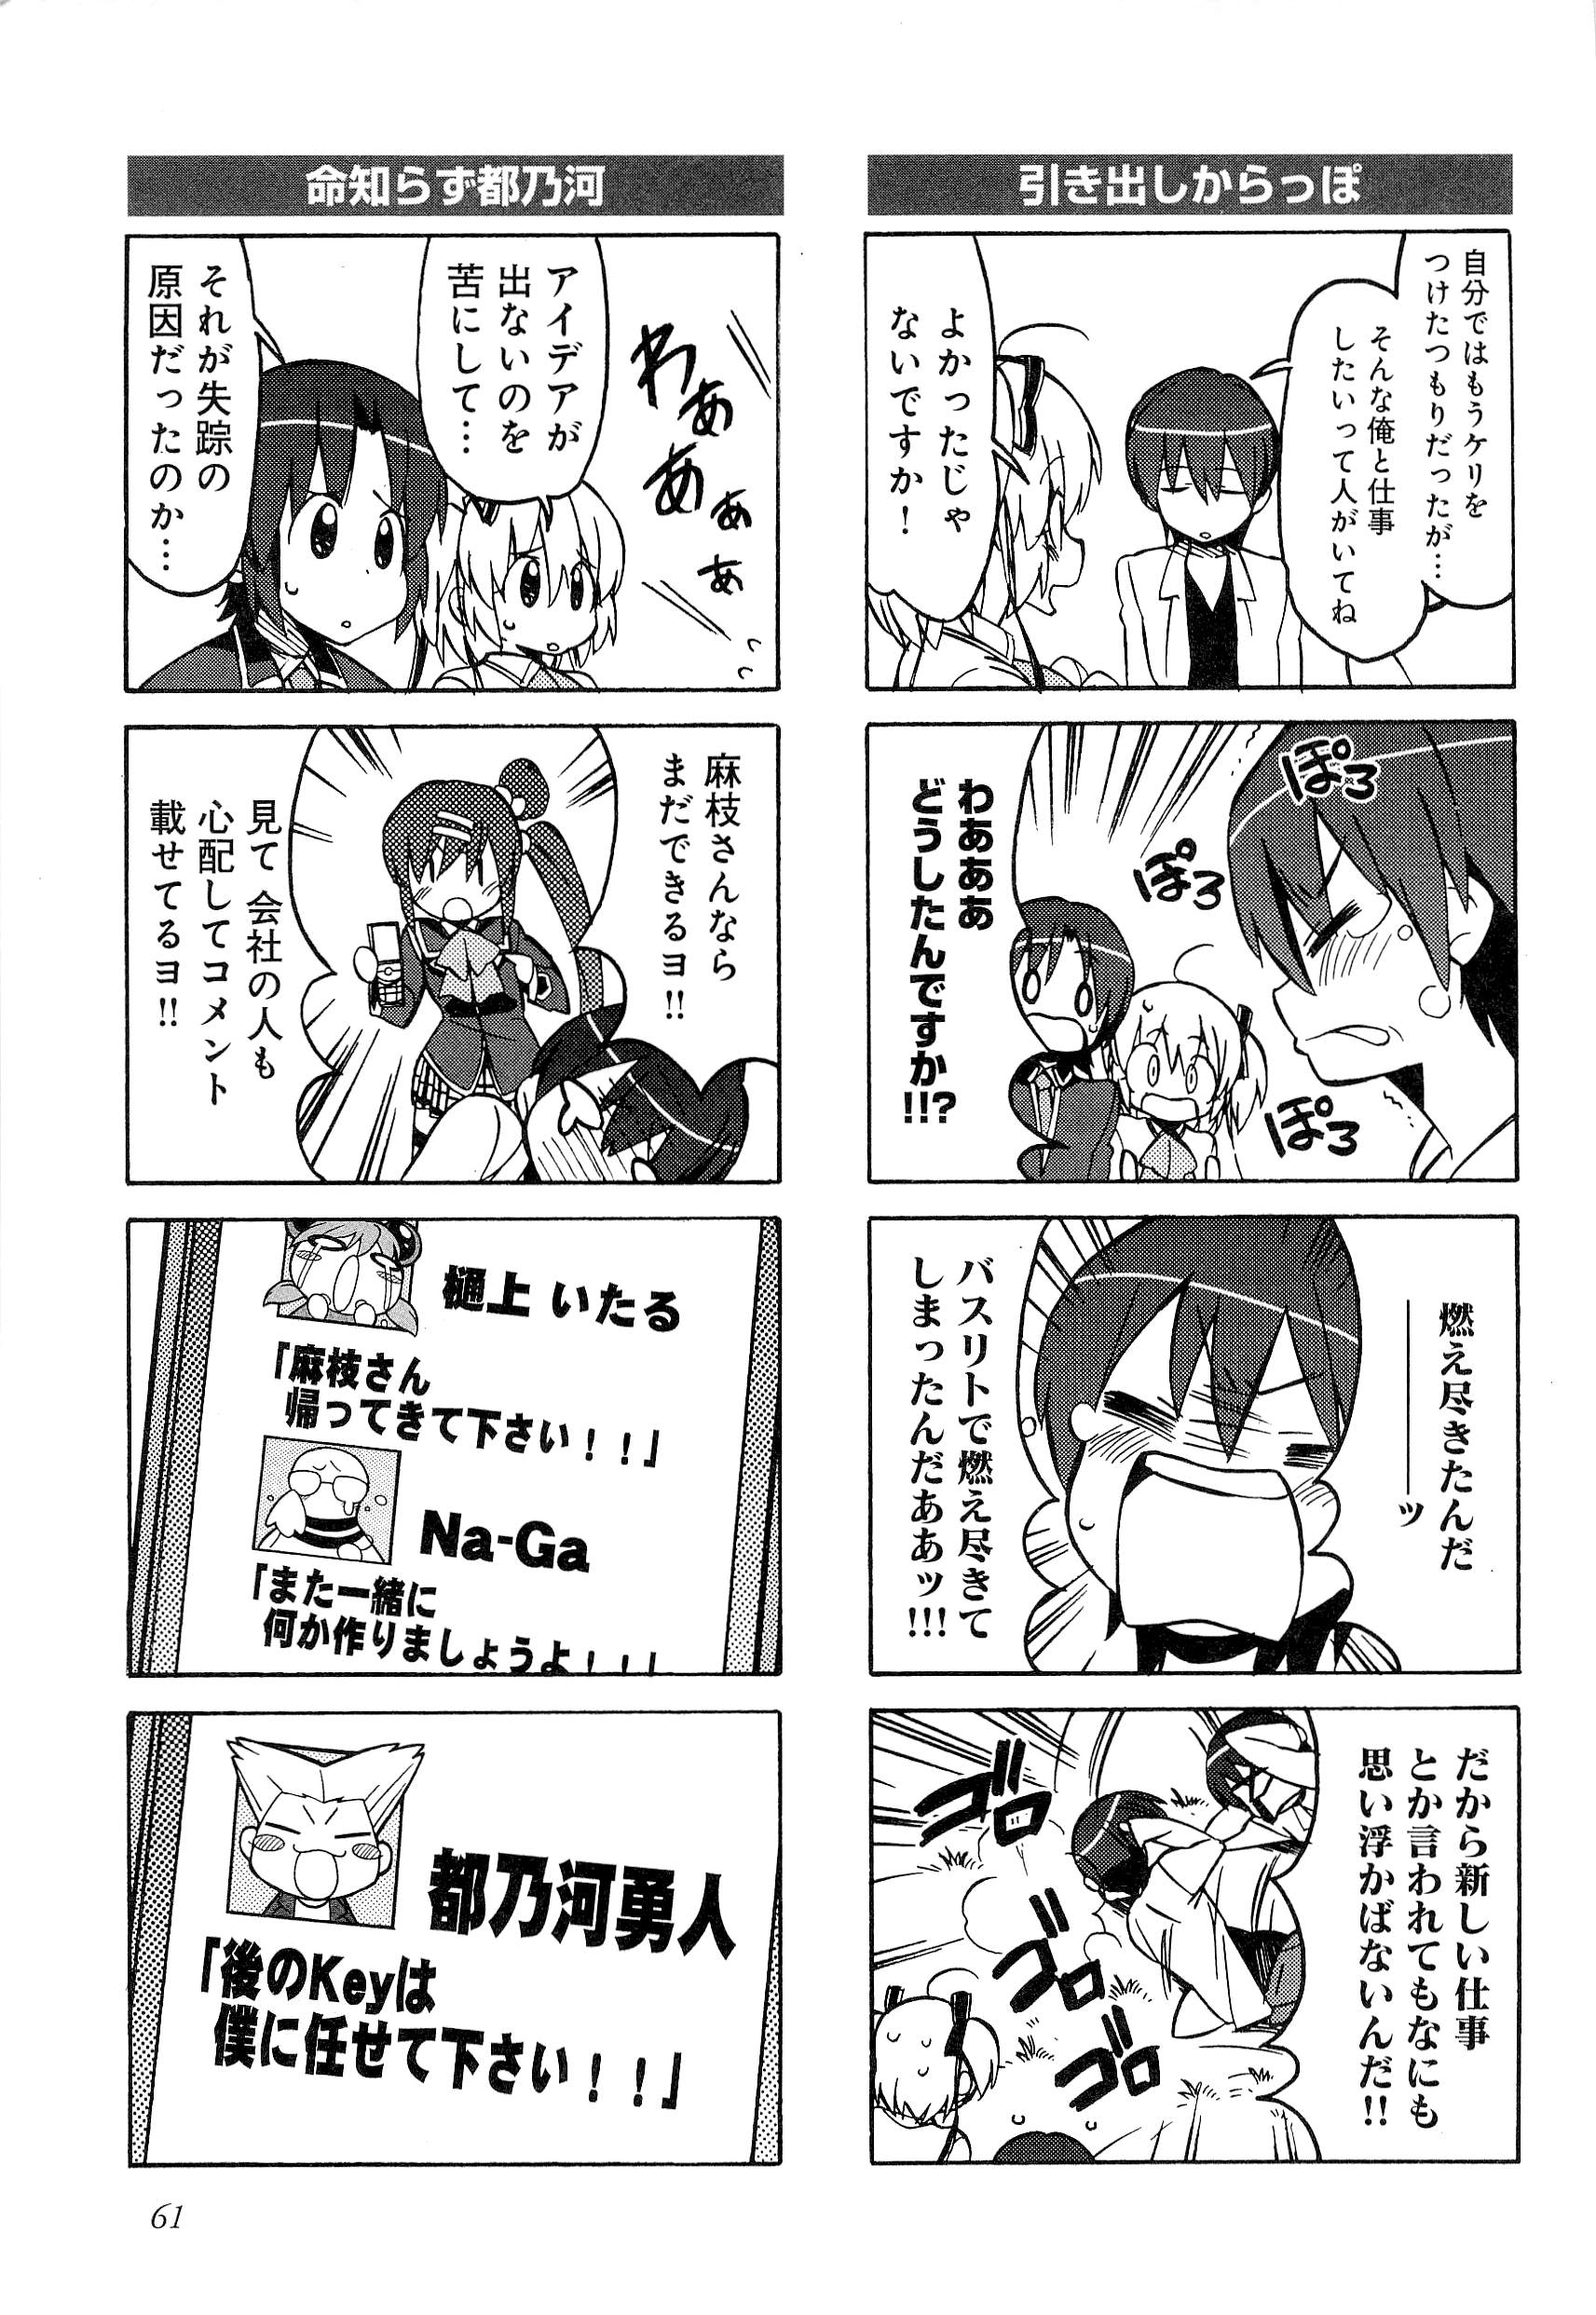 引き出しからっぽ
自分ではもうケリを
つけたつもりだったが…
そんな俺と仕事
したいって人がいてね
よかったじゃ
ないですか!
ぽろ
ぽろ
ぽろ
わあああ
どうしたんですか!!?
燃え尽きたんだ
――ッ
バスリトで燃え尽きて
しまったんだああッ!!!
だから新しい仕事
とか言われてもなにも
思い浮かばないんだ!!
ゴロ
ゴロ
ゴロ
命知らず都乃河
わぁあぁぁ
アイデアが
出ないのを
苦にして…
それが失踪の
原因だったのか…
麻枝さんなら
まだできるヨ!!
見て 会社の人も
心配してコメント
載せてるヨ!!
樋上 いたる
「麻枝さん
帰ってきて下さい!!」
Na-Ga
「また一緒に
何か作りましょうよ!!」
都乃河勇人
「後のKeyは
僕に任せて下さい!!」
61